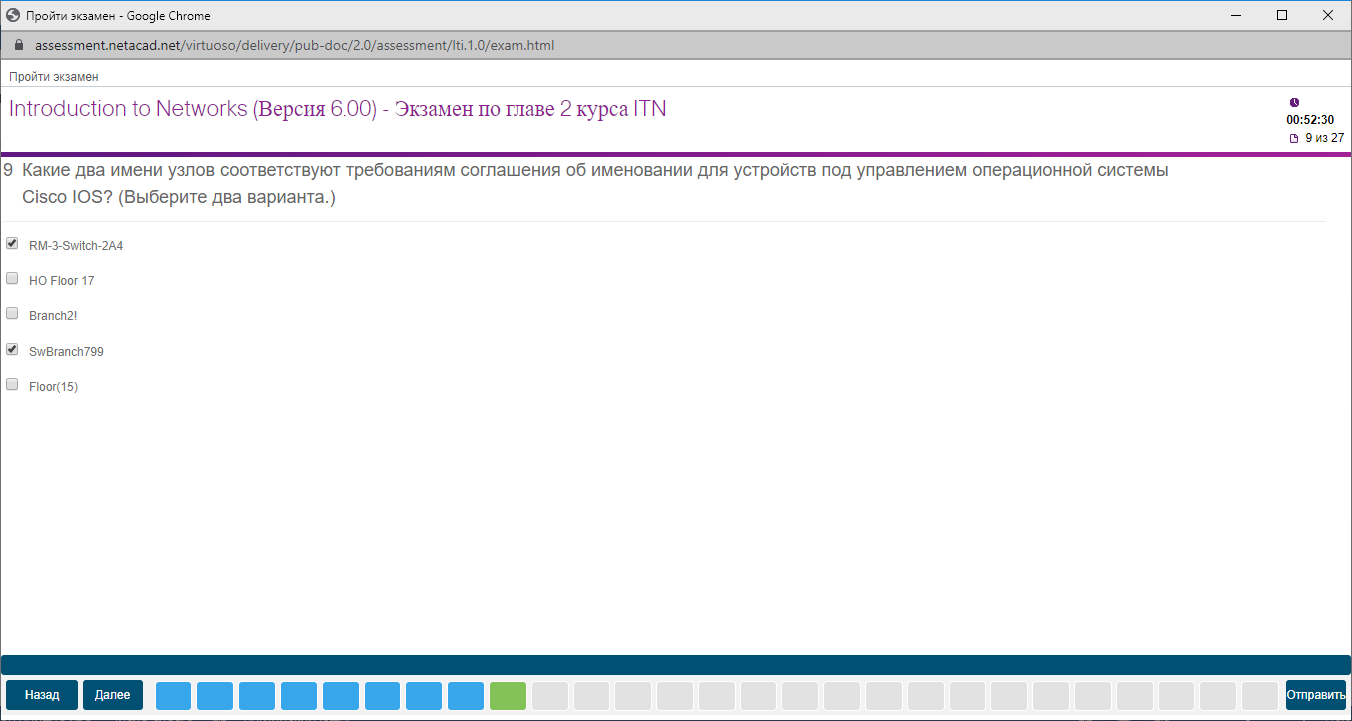 Пройти экзамен - Google Chrome
assessment.netacad.net/virtuoso/delivery/pub-doc/2.0/assessment/lti.1.0/exam.html
Пройти экзамен
Introduction to Networks (Версия 6.00) - Экзамен по главе 2 курса ITN
00:52:30
9 из 27
9 Какие два имени узлов соответствуют требованиям соглашения об именовании для устройств под управлением операционной системы
Cisco IOS? (Выберите два варианта.)
RM-3-Switch-2A4
HO Floor 17
Branch2!
SwBranch799
Floor(15)
Назад Далее Отправить